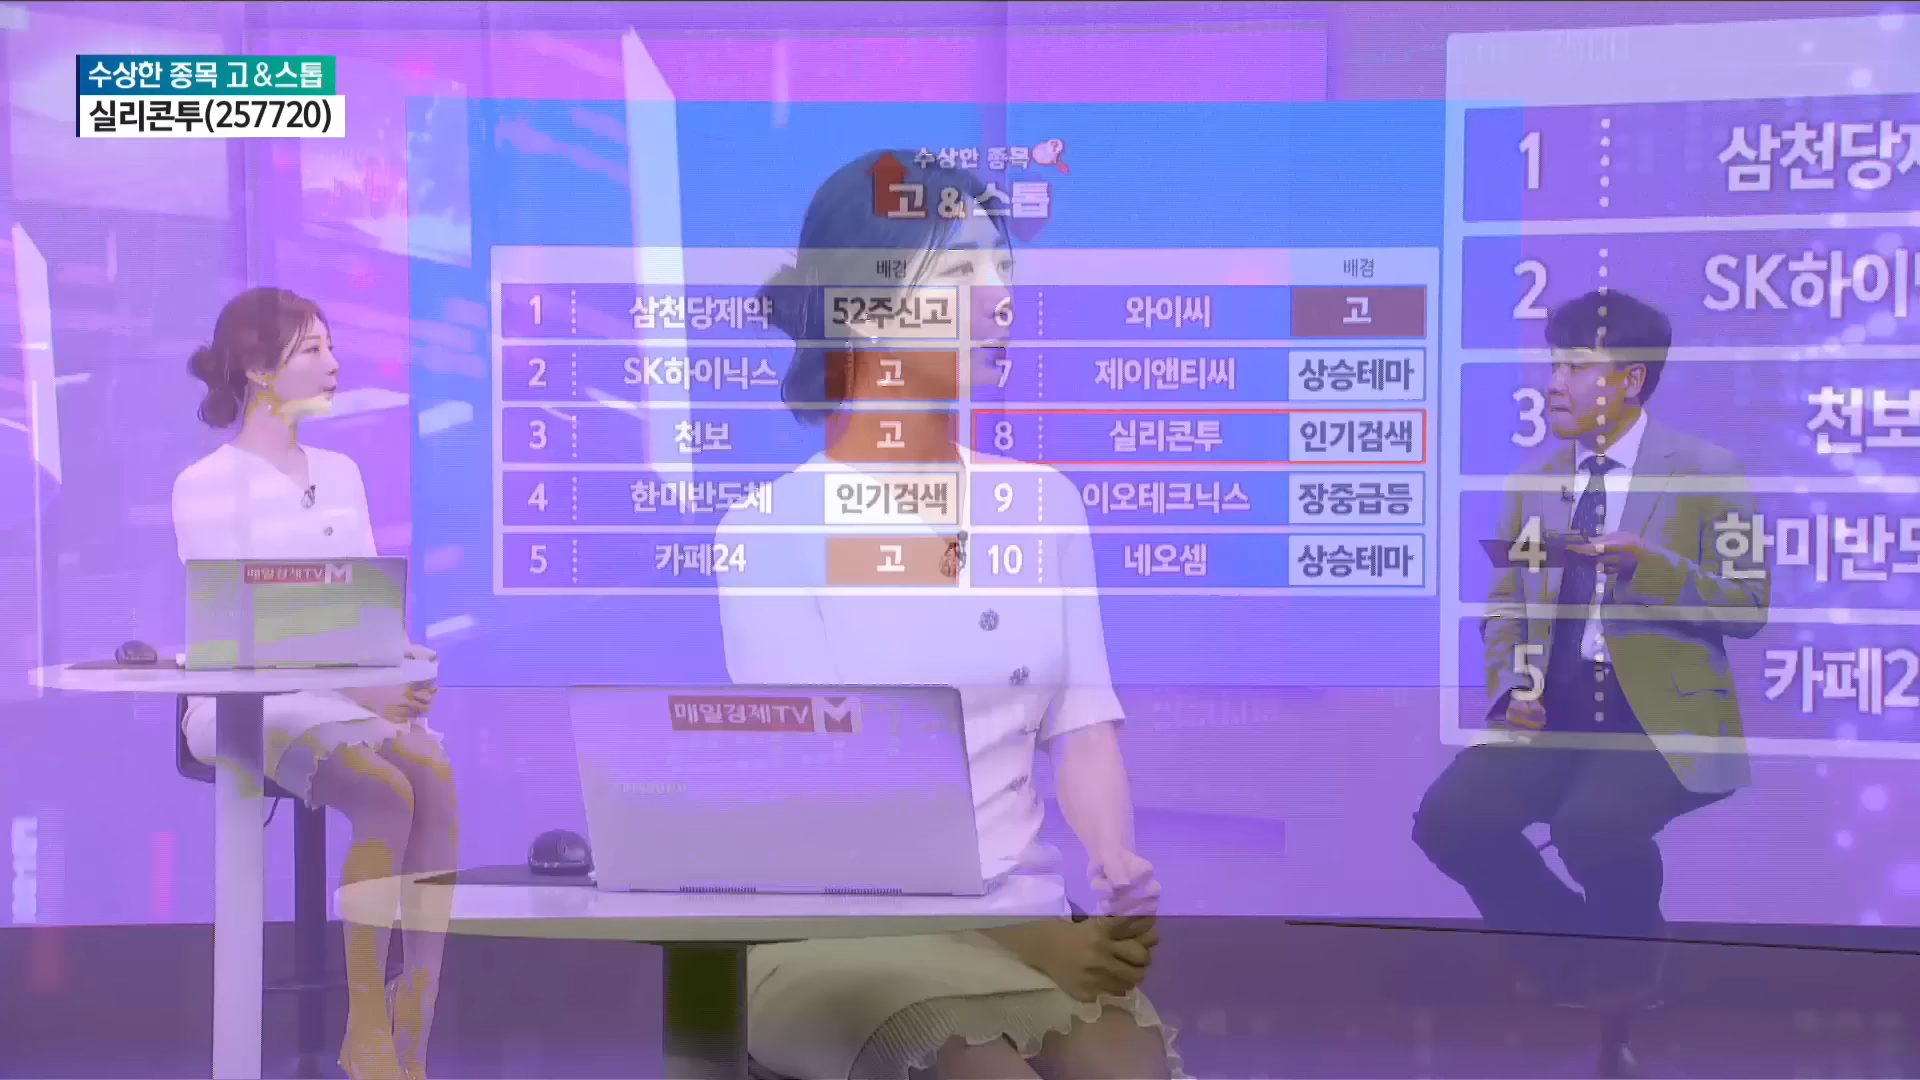 수상한 종목 고&스톱
실리콘투(257720)
수상한 종목
고 & 스톱
배경
배경
1 삼천당제약 52주신고
6 와이씨 고
2 SK하이닉스 고
7 제이앤티씨 상승테마
3 천보 고
8 실리콘투 인기검색
4 한미반도체 인기검색
9 이오테크닉스 장중급등
5 카페24 고
10 네오셈 상승테마
1 삼천당제
2 SK하이
3 천보
4 한미반도
5 카페2
매일경제TV M
매일경제TV M